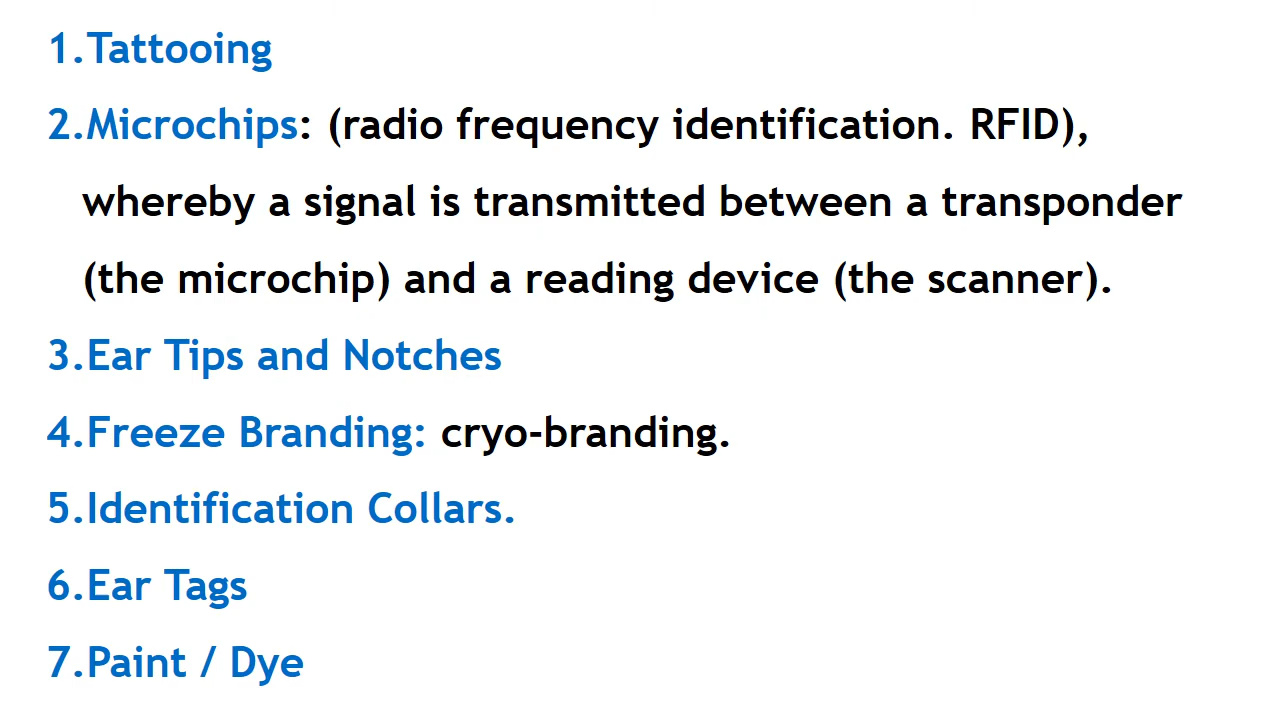 1.Tattooing
2.Microchips: (radio frequency identification. RFID),
whereby a signal is transmitted between a transponder
(the microchip) and a reading device (the scanner).
3.Ear Tips and Notches
4.Freeze Branding: cryo-branding.
5.Identification Collars.
6.Ear Tags
7.Paint / Dye